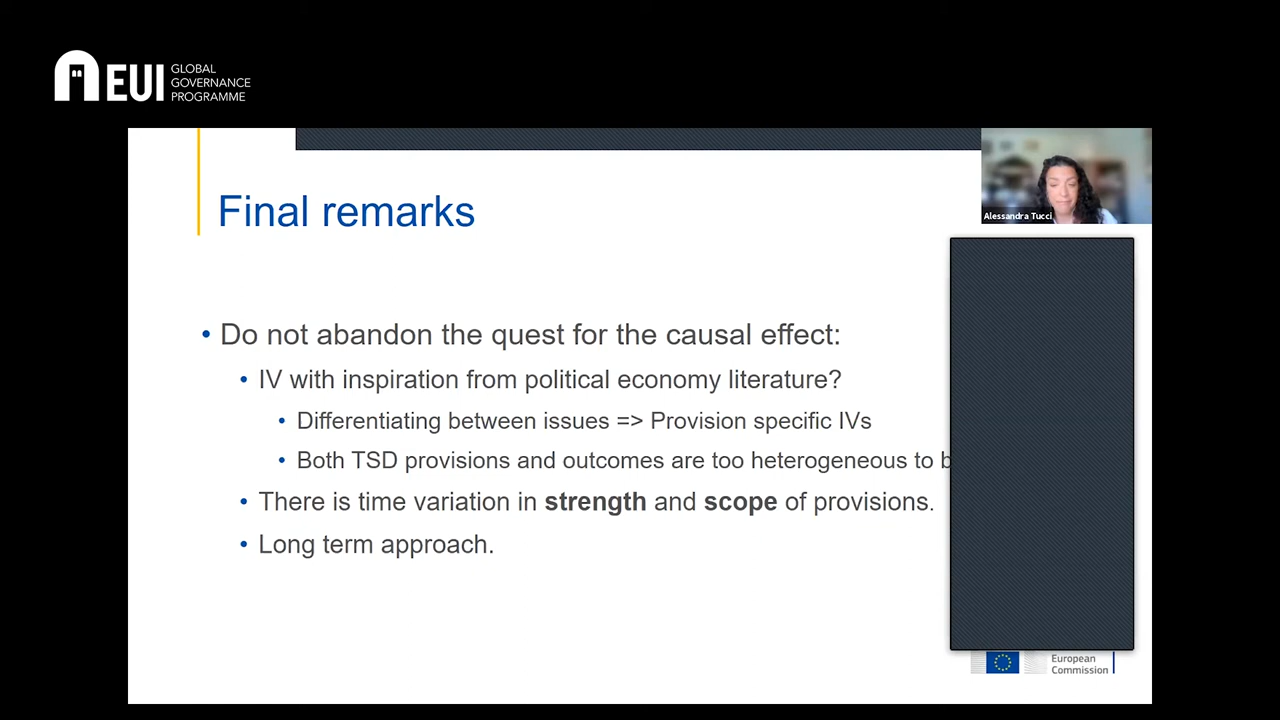 EUI GLOBAL
GOVERNANCE
PROGRAMME
Alessandra Tucci
Final remarks
• Do not abandon the quest for the causal effect:
• IV with inspiration from political economy literature?
• Differentiating between issues => Provision specific IVs
• Both TSD provisions and outcomes are too heterogeneous to
• There is time variation in strength and scope of provisions.
• Long term approach.
European
Commission